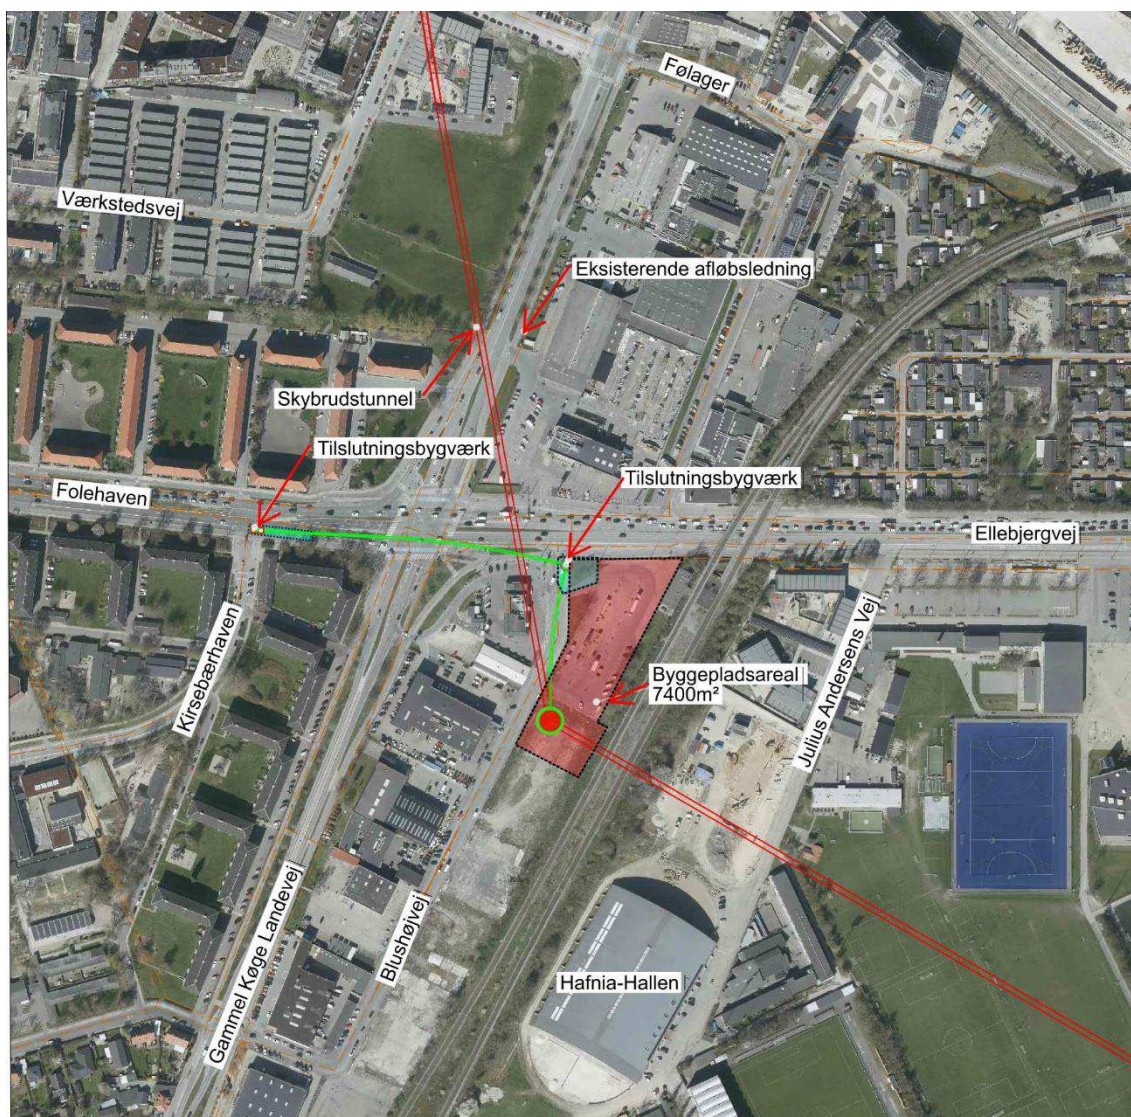 Følager
Værkstedsvej
Eksisterende afløbsledning
Skybrudstunnel
Tilslutningsbygværk
Tilslutningsbygværk
Folehaven
Ellebjergvej
Kirsebærhaven
Byggepladsareal
7400m²
Julius Andersens Vej
Gammel Køge Landevej
Blushøjvej
Hafnia-Hallen